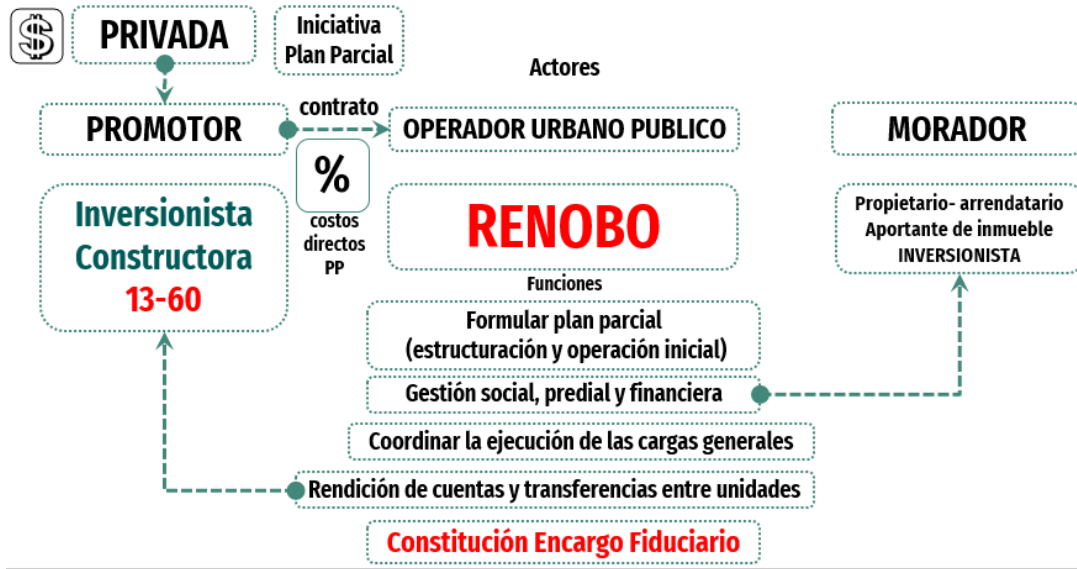 $
PRIVADA
Iniciativa
Plan Parcial
Actores
PROMOTOR
contrato
OPERADOR URBANO PUBLICO
MORADOR
%
costos
directos
PP
Inversionista
Constructora
13-60
RENOBO
Propietario- arrendatario
Aportante de inmueble
INVERSIONISTA
Funciones
Formular plan parcial
(estructuración y operación inicial)
Gestión social, predial y financiera
Coordinar la ejecución de las cargas generales
Rendición de cuentas y transferencias entre unidades
Constitución Encargo Fiduciario